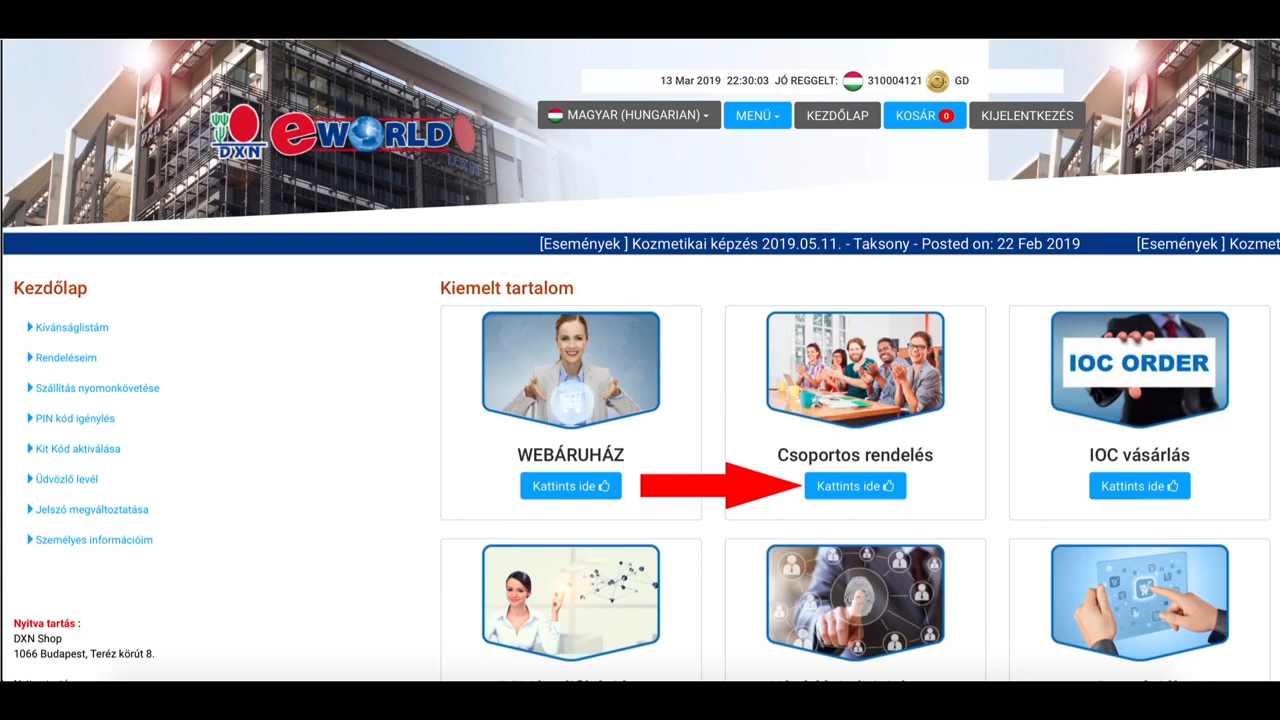 13 Mar 2019 22:30:03 JÓ REGGELT: 310004121 GD
DXN eWORLD
MAGYAR (HUNGARIAN) MENÜ KEZDŐLAP KOSÁR 0 KIJELENTKEZÉS
[Események ] Kozmetikai képzés 2019.05.11. - Taksony - Posted on: 22 Feb 2019 [Események ] Kozmet
Kezdőlap
Kívánságlistám
Rendeléseim
Szállítás nyomonkövetése
PIN kód igénylés
Kit Kód aktiválása
Üdvözlő levél
Jelszó megváltoztatása
Személyes információim
Nyitva tartás :
DXN Shop
1066 Budapest, Teréz körút 8.
Kiemelt tartalom
WEBÁRUHÁZ
Kattints ide
Csoportos rendelés
Kattints ide
IOC ORDER
IOC vásárlás
Kattints ide